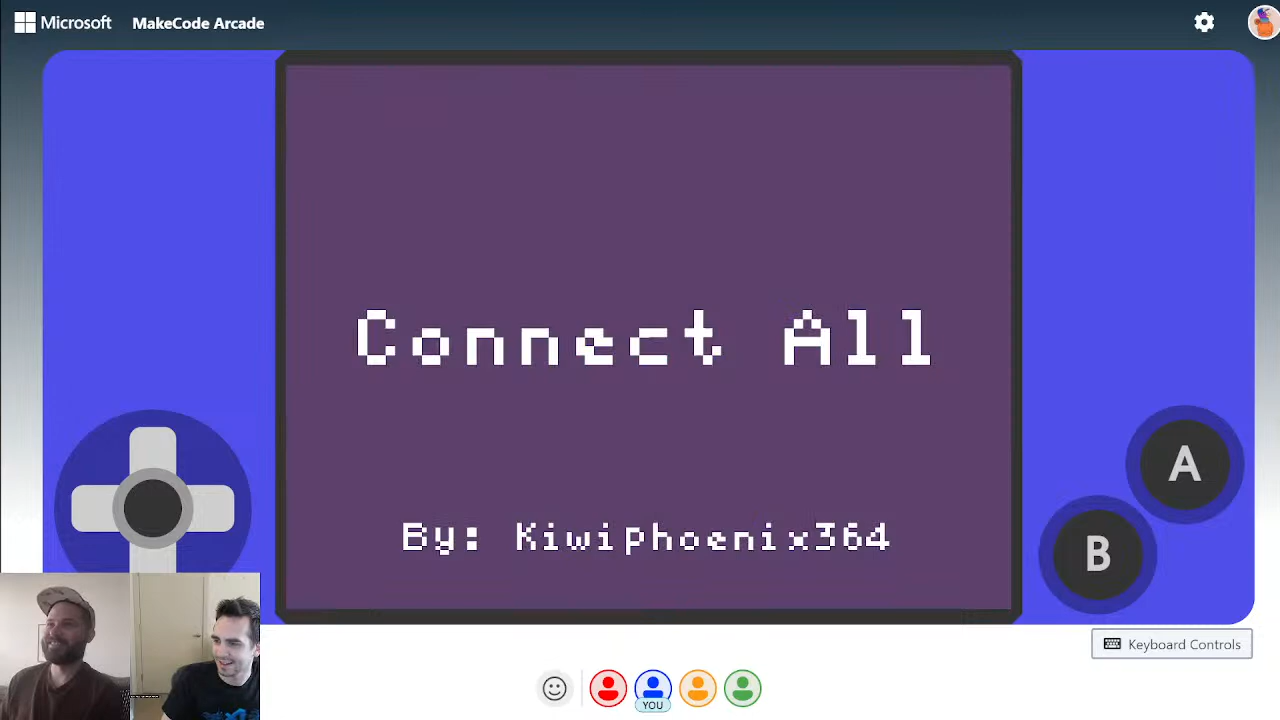 Microsoft MakeCode Arcade
Connect All
By: Kiwiphoenix364
A
B
Keyboard Controls
YOU